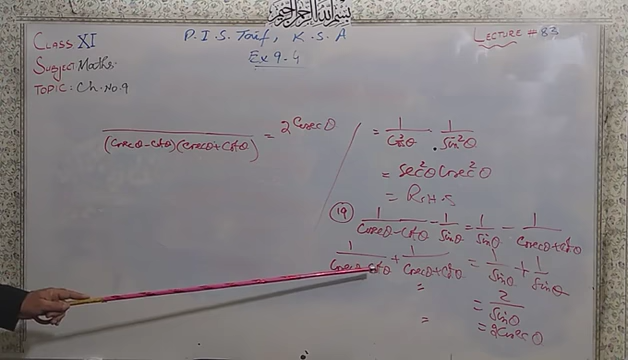 بسم الله الرحمن الرحيم
CLASS XI
P.I.S. Taif, K.S.A
LECTURE # 83
Subject: Maths.
Ex 9.4
TOPIC: Ch. No. 9
1/((Cosecθ-Cotθ)(Cosecθ+Cotθ)) = 2Cosecθ
= 1/Cos²θ . 1/Sin²θ
= Sec²θ Cosec²θ
= R.H.S
(19) 1/(Cosecθ-Cotθ) - 1/Sinθ = 1/Sinθ - 1/(Cosecθ+Cotθ)
1/(Cosecθ-Cotθ) + 1/(Cosecθ+Cotθ) = 1/Sinθ + 1/Sinθ
= = 2/Sinθ
= = 2Cosecθ